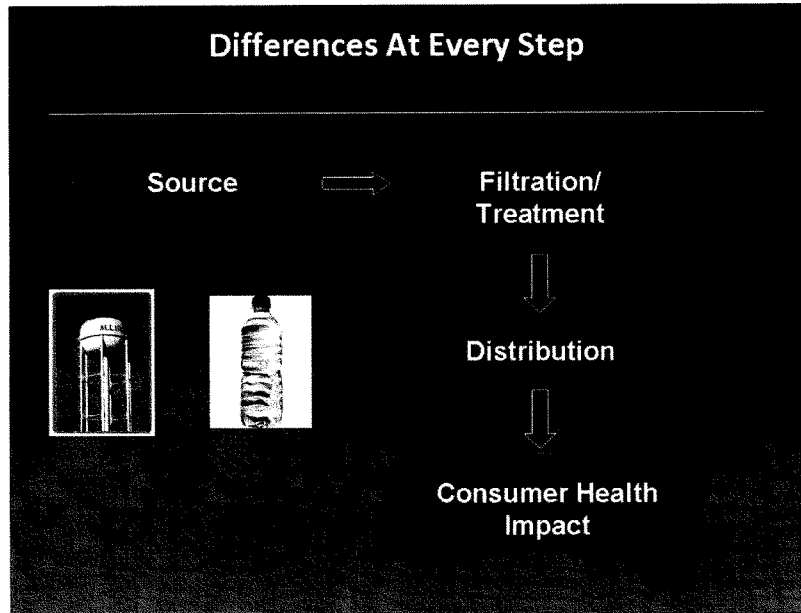 Differences At Every Step
Source
Filtration/
Treatment
Distribution
Consumer Health
Impact